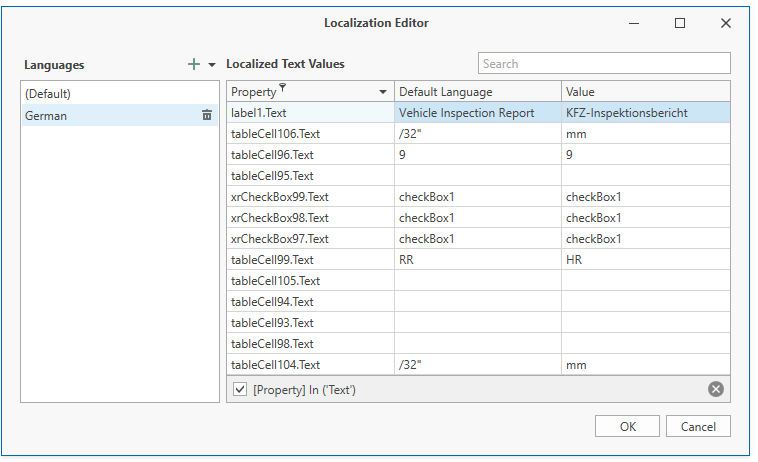 Localization Editor
Languages
Localized Text Values
Search
(Default)
German
Property Default Language Value
label1.Text Vehicle Inspection Report KFZ-Inspektionsbericht
tableCell106.Text /32" mm
tableCell96.Text 9 9
tableCell95.Text
xrCheckBox99.Text checkBox1 checkBox1
xrCheckBox98.Text checkBox1 checkBox1
xrCheckBox97.Text checkBox1 checkBox1
tableCell99.Text RR HR
tableCell105.Text
tableCell94.Text
tableCell93.Text
tableCell98.Text
tableCell104.Text /32" mm
[Property] In ('Text')
OK Cancel